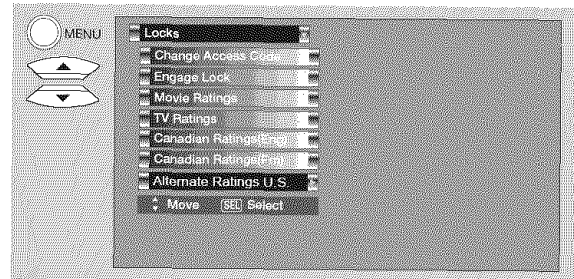 MENU
Locks
Change Access Code
Engage Lock
Movie Ratings
TV Ratings
Canadian Ratings(Eng)
Canadian Ratings(Frn)
Alternate Ratings U.S.
Move SEL Select